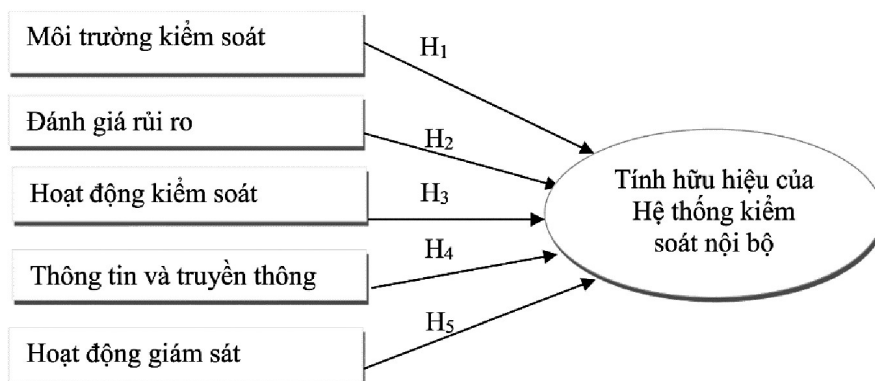 Môi trường kiểm soát
H₁
Đánh giá rủi ro
H₂
Hoạt động kiểm soát
H₃
Thông tin và truyền thông
H₄
Hoạt động giám sát
H₅
Tính hữu hiệu của
Hệ thống kiểm
soát nội bộ